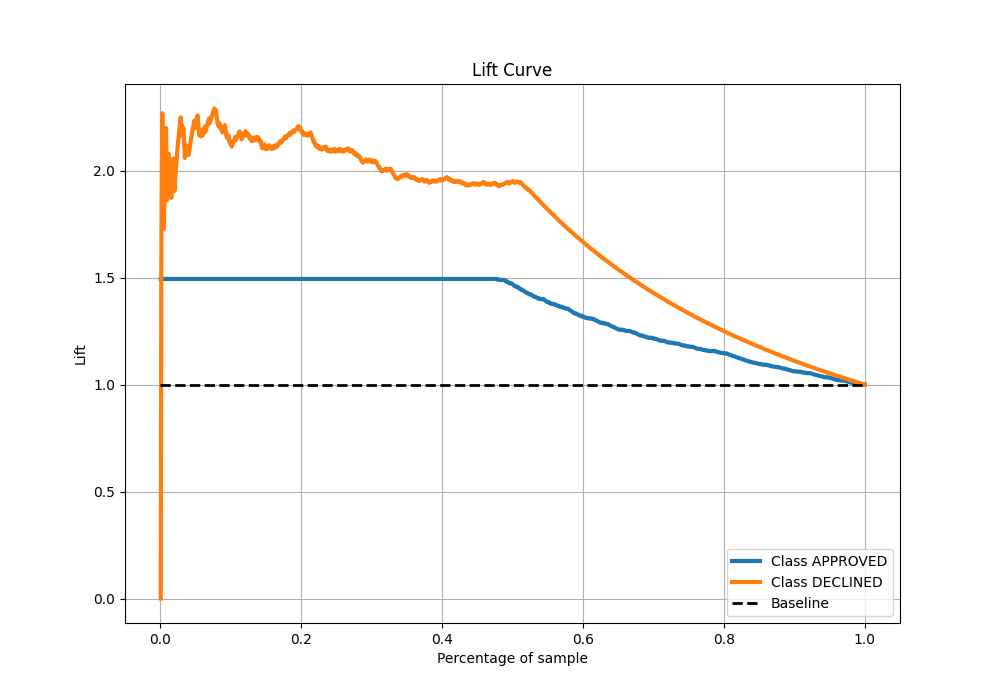 Lift Curve
Lift
2.0
1.5
1.0
0.5
0.0
0.0 0.2 0.4 0.6 0.8 1.0
Percentage of sample
Class APPROVED
Class DECLINED
Baseline